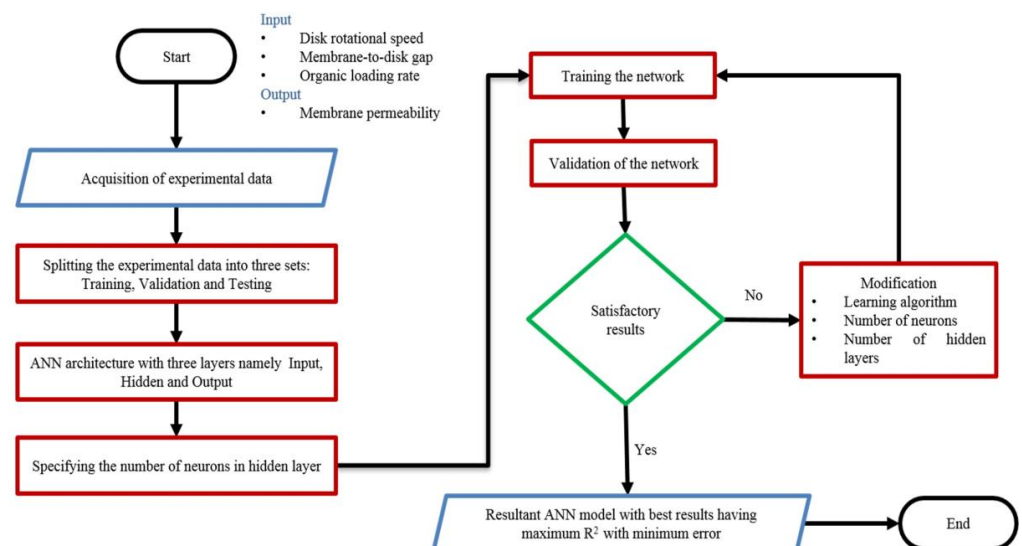 Start
Input
• Disk rotational speed
• Membrane-to-disk gap
• Organic loading rate
Output
• Membrane permeability
Acquisition of experimental data
Splitting the experimental data into three sets:
Training, Validation and Testing
ANN architecture with three layers namely Input,
Hidden and Output
Specifying the number of neurons in hidden layer
Training the network
Validation of the network
Satisfactory
results
No
Modification
• Learning algorithm
• Number of neurons
• Number of hidden
layers
Yes
Resultant ANN model with best results having
maximum R² with minimum error
End